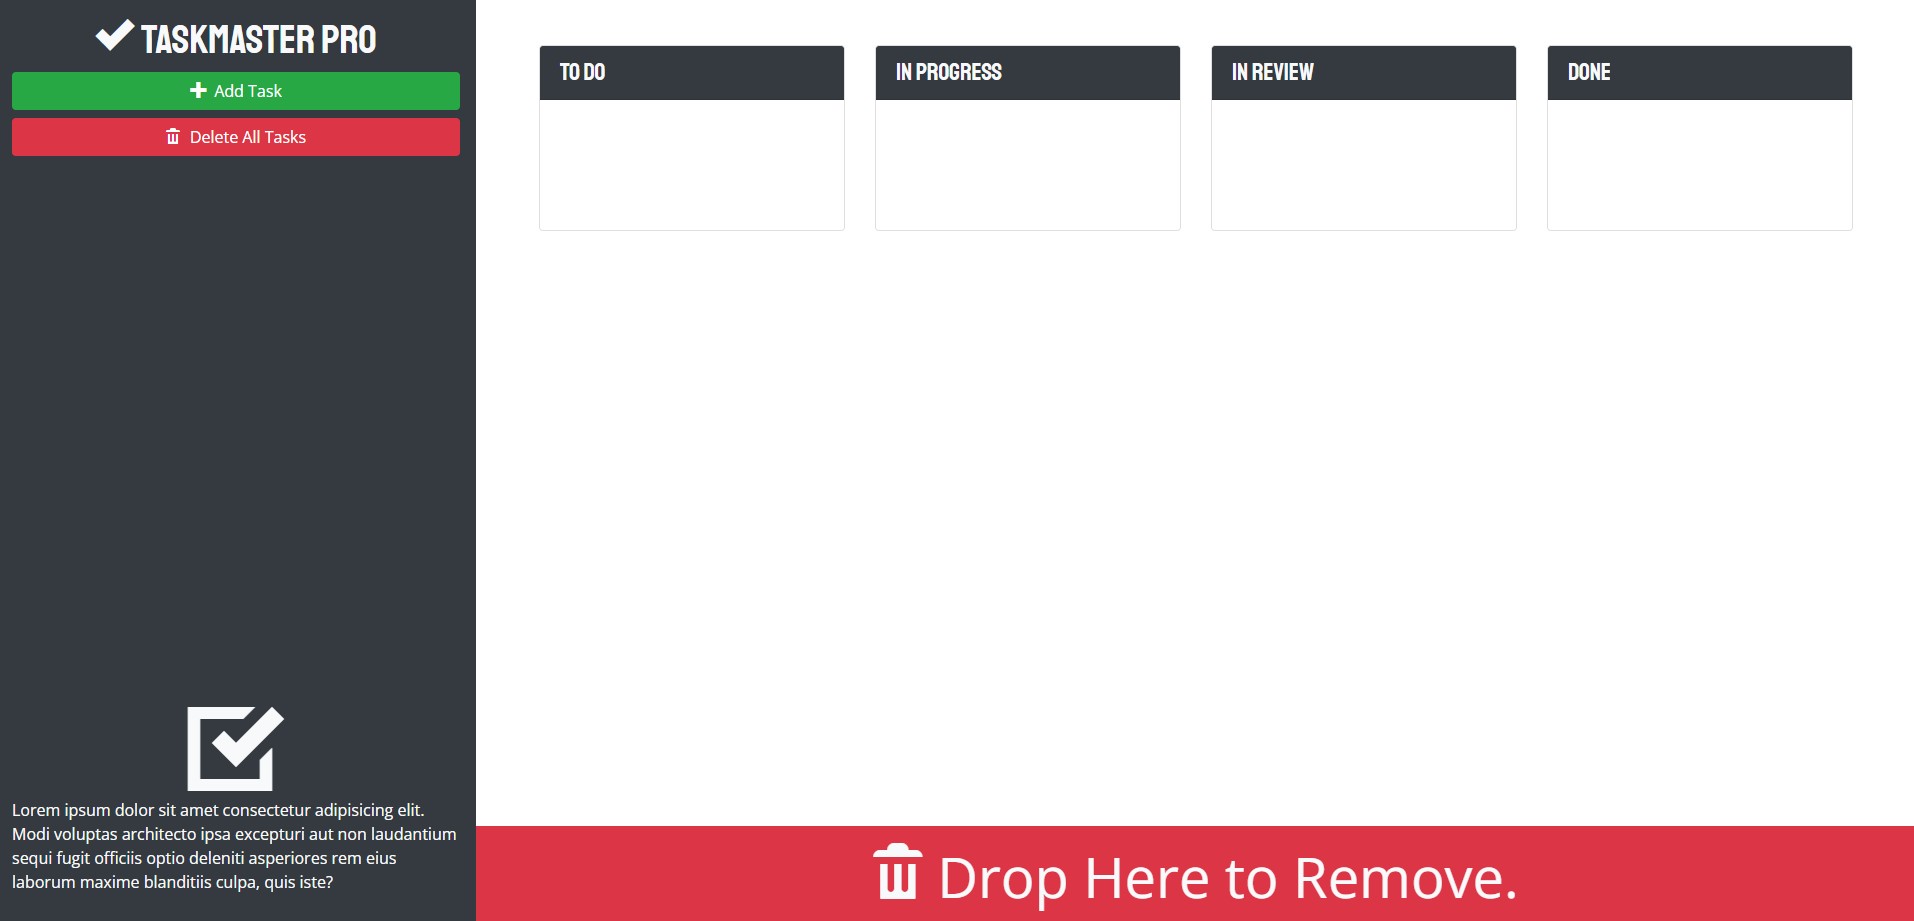 TASKMASTER PRO
Add Task
Delete All Tasks
TO DO
IN PROGRESS
IN REVIEW
DONE
Lorem ipsum dolor sit amet consectetur adipisicing elit.
Modi voluptas architecto ipsa excepturi aut non laudantium
sequi fugit officiis optio deleniti asperiores rem eius
laborum maxime blanditiis culpa, quis iste?
Drop Here to Remove.